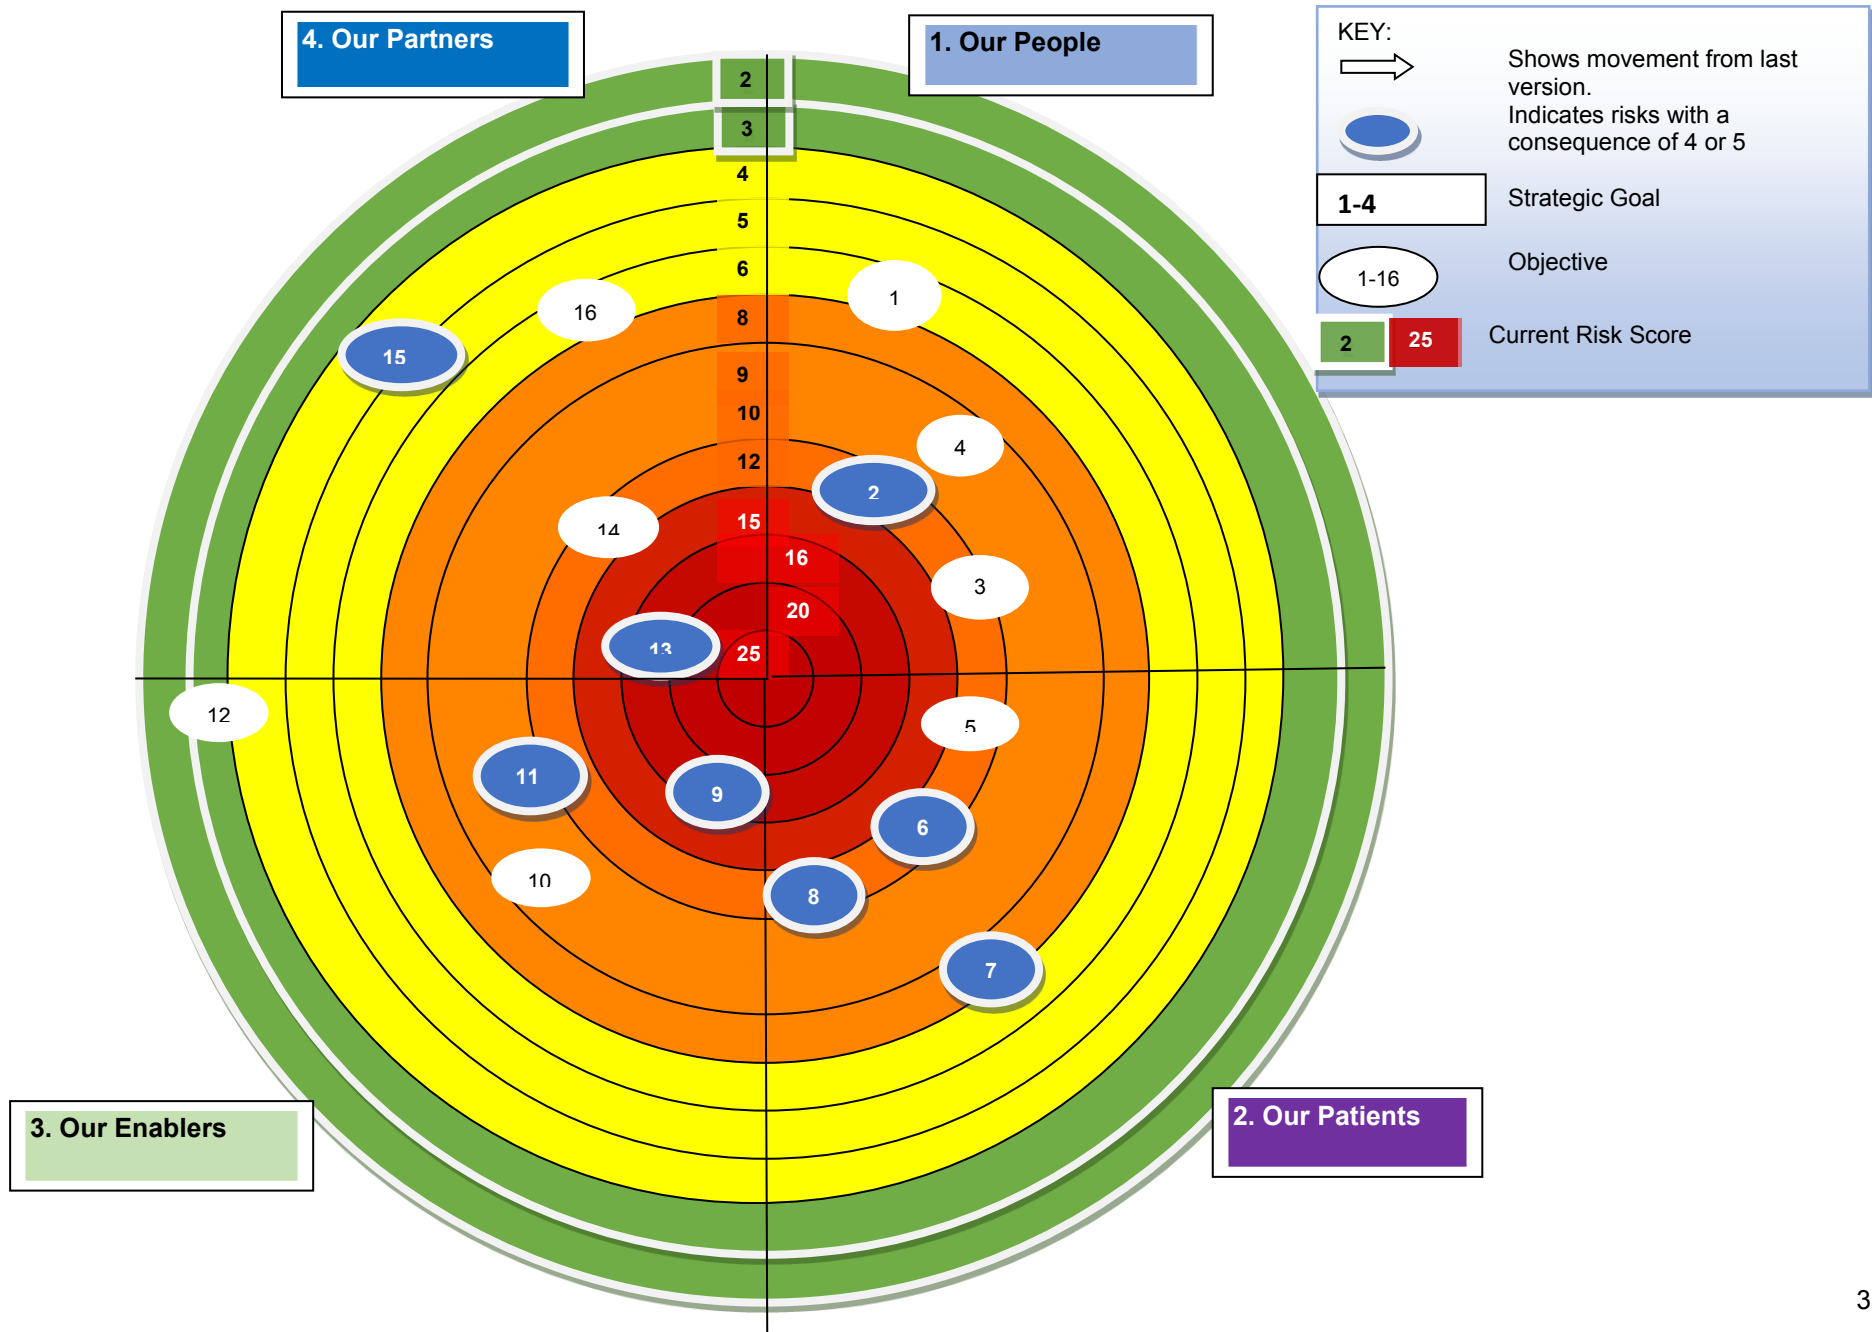 4. Our Partners
1. Our People
KEY:
Shows movement from last
version.
Indicates risks with a
consequence of 4 or 5
1-4
Strategic Goal
1-16
Objective
2
25
Current Risk Score
2
3
4
5
6
8
9
10
12
15
16
20
25
1
16
15
4
2
14
3
13
12
5
11
9
6
10
8
7
3. Our Enablers
2. Our Patients
3